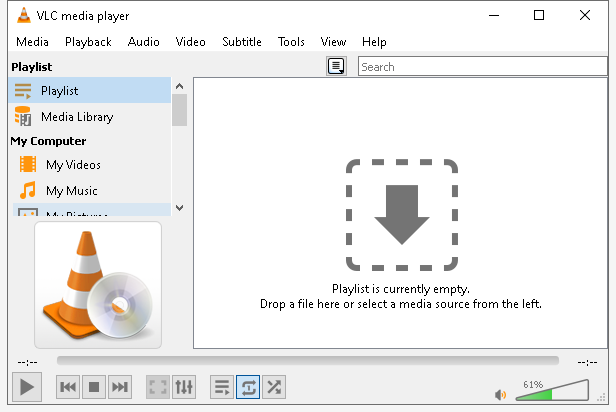 VLC media player
Media Playback Audio Video Subtitle Tools View Help
Playlist
Search
Playlist
Media Library
My Computer
My Videos
My Music
My Pictures
Playlist is currently empty.
Drop a file here or select a media source from the left.
--:-- --:--
61%